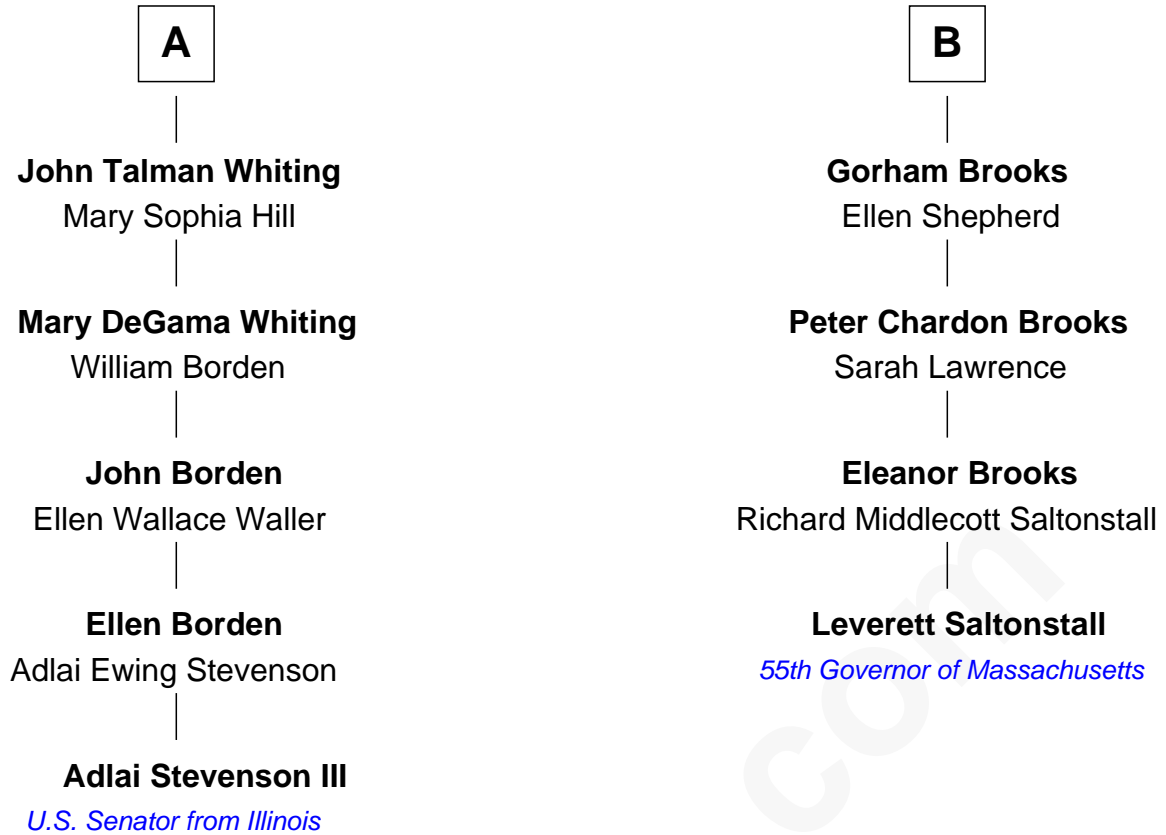 A
John Talman Whiting
Mary Sophia Hill
Mary DeGama Whiting
William Borden
John Borden
Ellen Wallace Waller
Ellen Borden
Adlai Ewing Stevenson
Adlai Stevenson III
U.S. Senator from Illinois
B
Gorham Brooks
Ellen Shepherd
Peter Chardon Brooks
Sarah Lawrence
Eleanor Brooks
Richard Middlecott Saltonstall
Leverett Saltonstall
55th Governor of Massachusetts
com